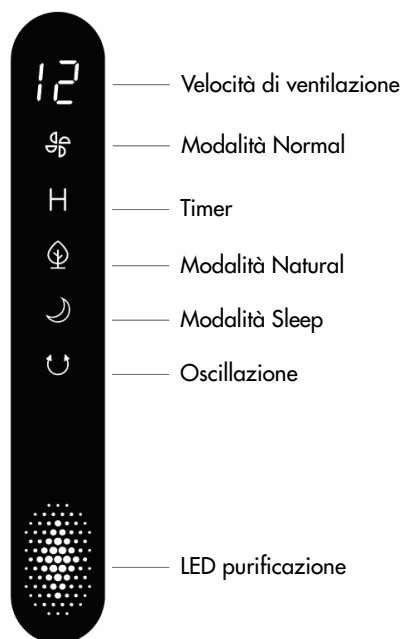 12
Velocità di ventilazione
Modalità Normal
H
Timer
Modalità Natural
Modalità Sleep
Oscillazione
LED purificazione